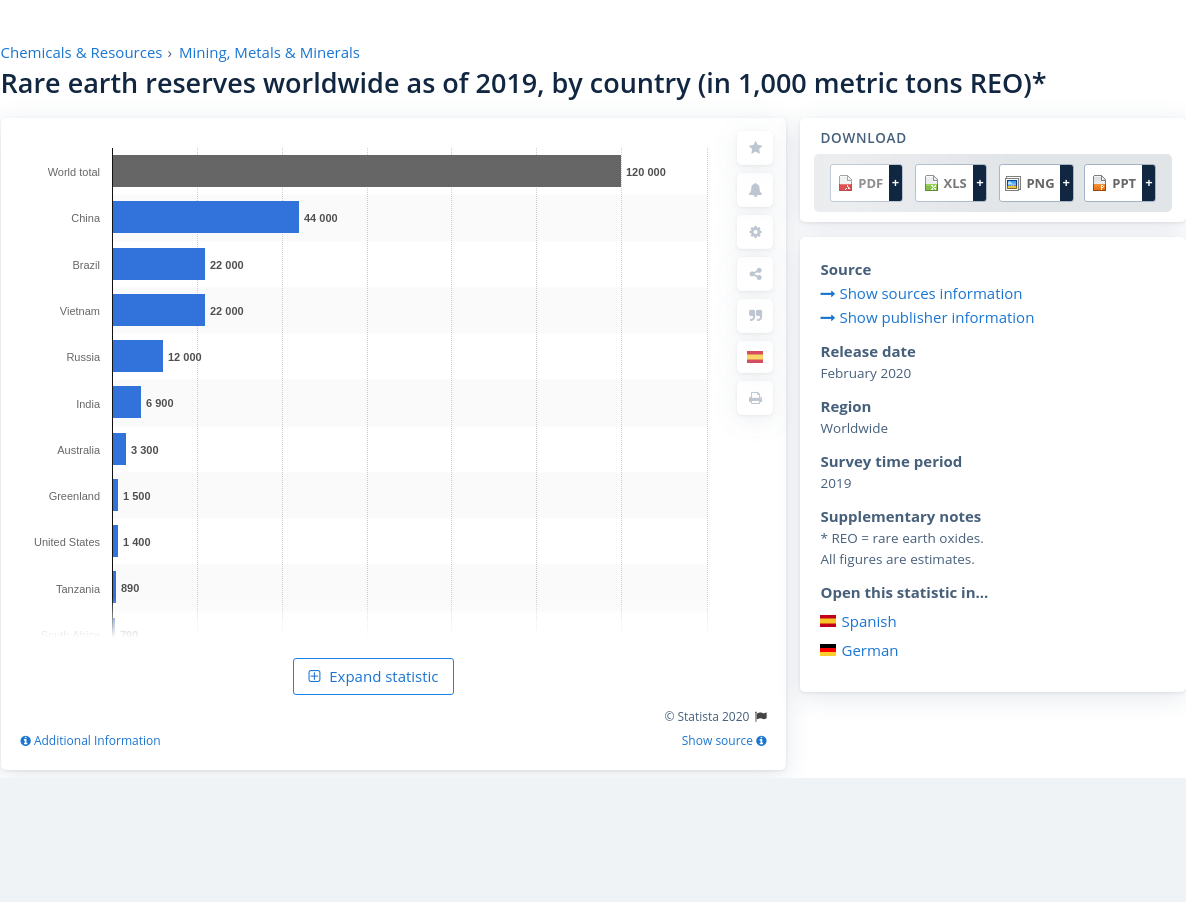 Chemicals & Resources › Mining, Metals & Minerals
Rare earth reserves worldwide as of 2019, by country (in 1,000 metric tons REO)*
World total 120 000
China 44 000
Brazil 22 000
Vietnam 22 000
Russia 12 000
India 6 900
Australia 3 300
Greenland 1 500
United States 1 400
Tanzania 890
South Africa 790
Expand statistic
© Statista 2020
Additional Information
Show source
DOWNLOAD
PDF + XLS + PNG + PPT +
Source
Show sources information
Show publisher information
Release date
February 2020
Region
Worldwide
Survey time period
2019
Supplementary notes
* REO = rare earth oxides.
All figures are estimates.
Open this statistic in...
Spanish
German